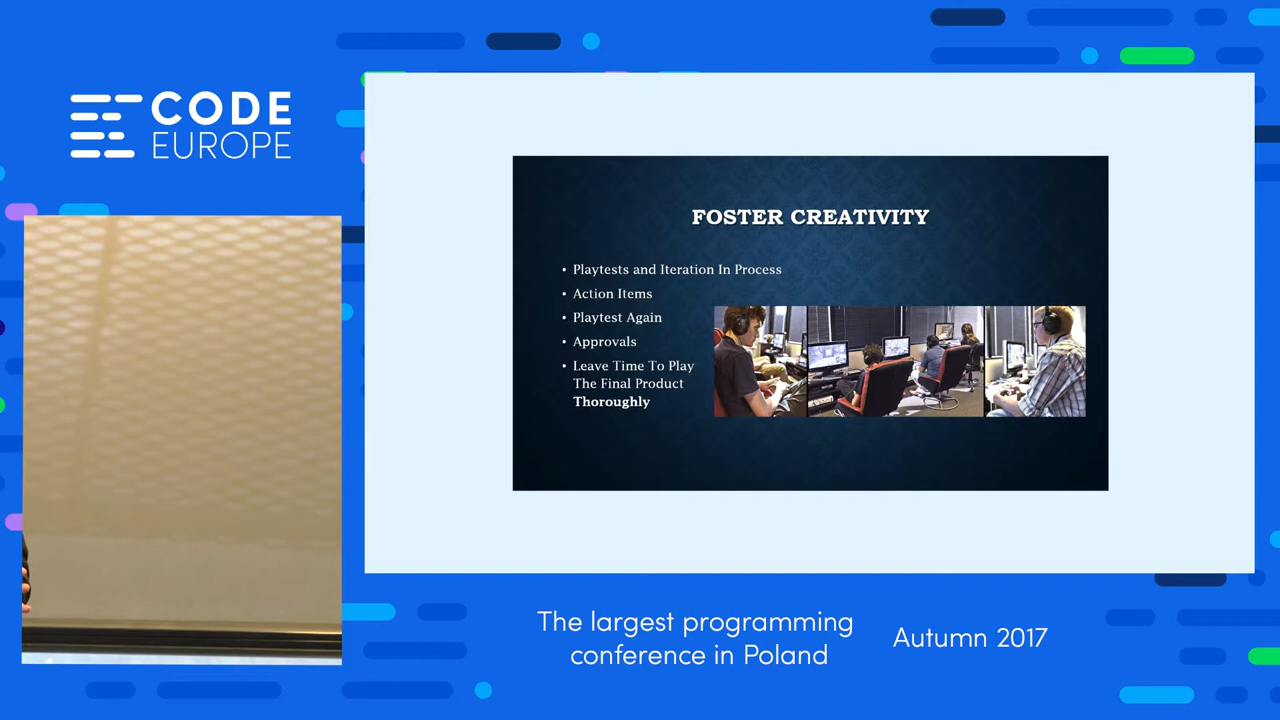 CODE
EUROPE
FOSTER CREATIVITY
• Playtests and Iteration In Process
• Action Items
• Playtest Again
• Approvals
• Leave Time To Play
The Final Product
Thoroughly
The largest programming
conference in Poland
Autumn 2017